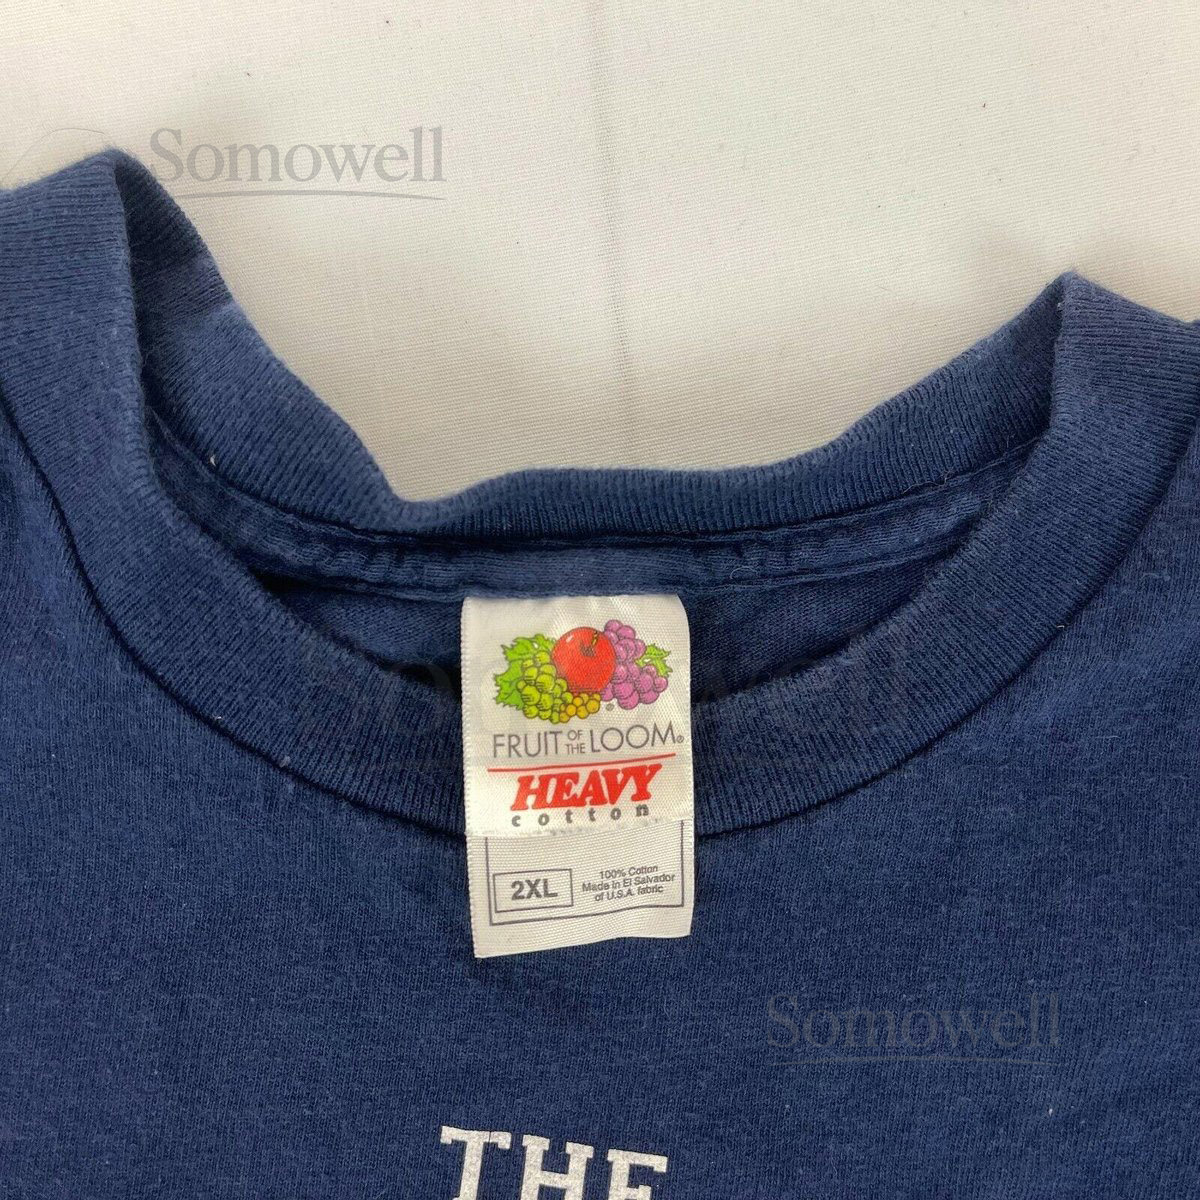 Somowell
FRUIT OF THE LOOM®
HEAVY
cotton
2XL
100% Cotton
Made in El Salvador
of U.S.A. fabric
Somowell
THE